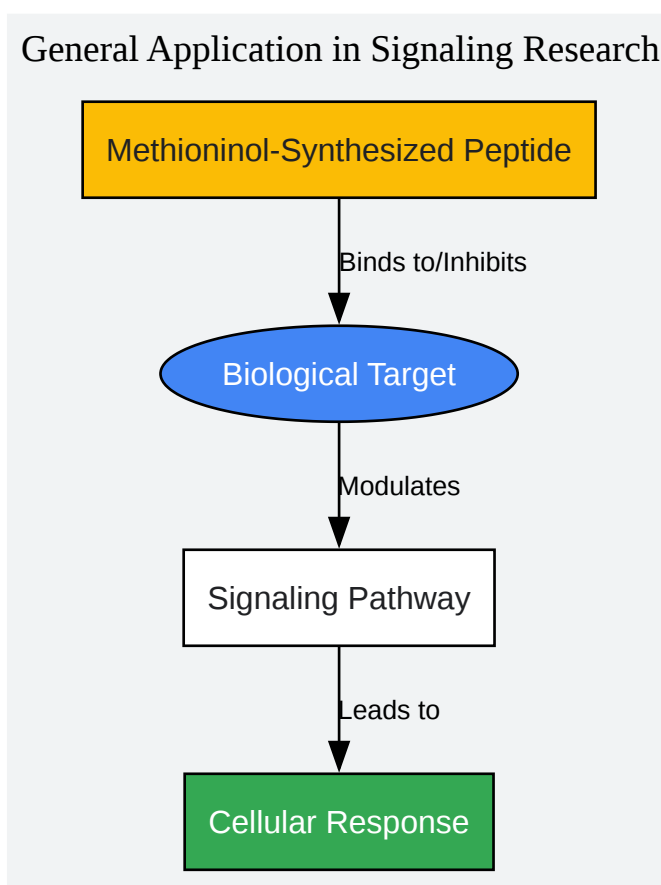 General Application in Signaling Research
Methioninol-Synthesized Peptide
Binds to/Inhibits
Biological Target
Modulates
Signaling Pathway
Leads to
Cellular Response